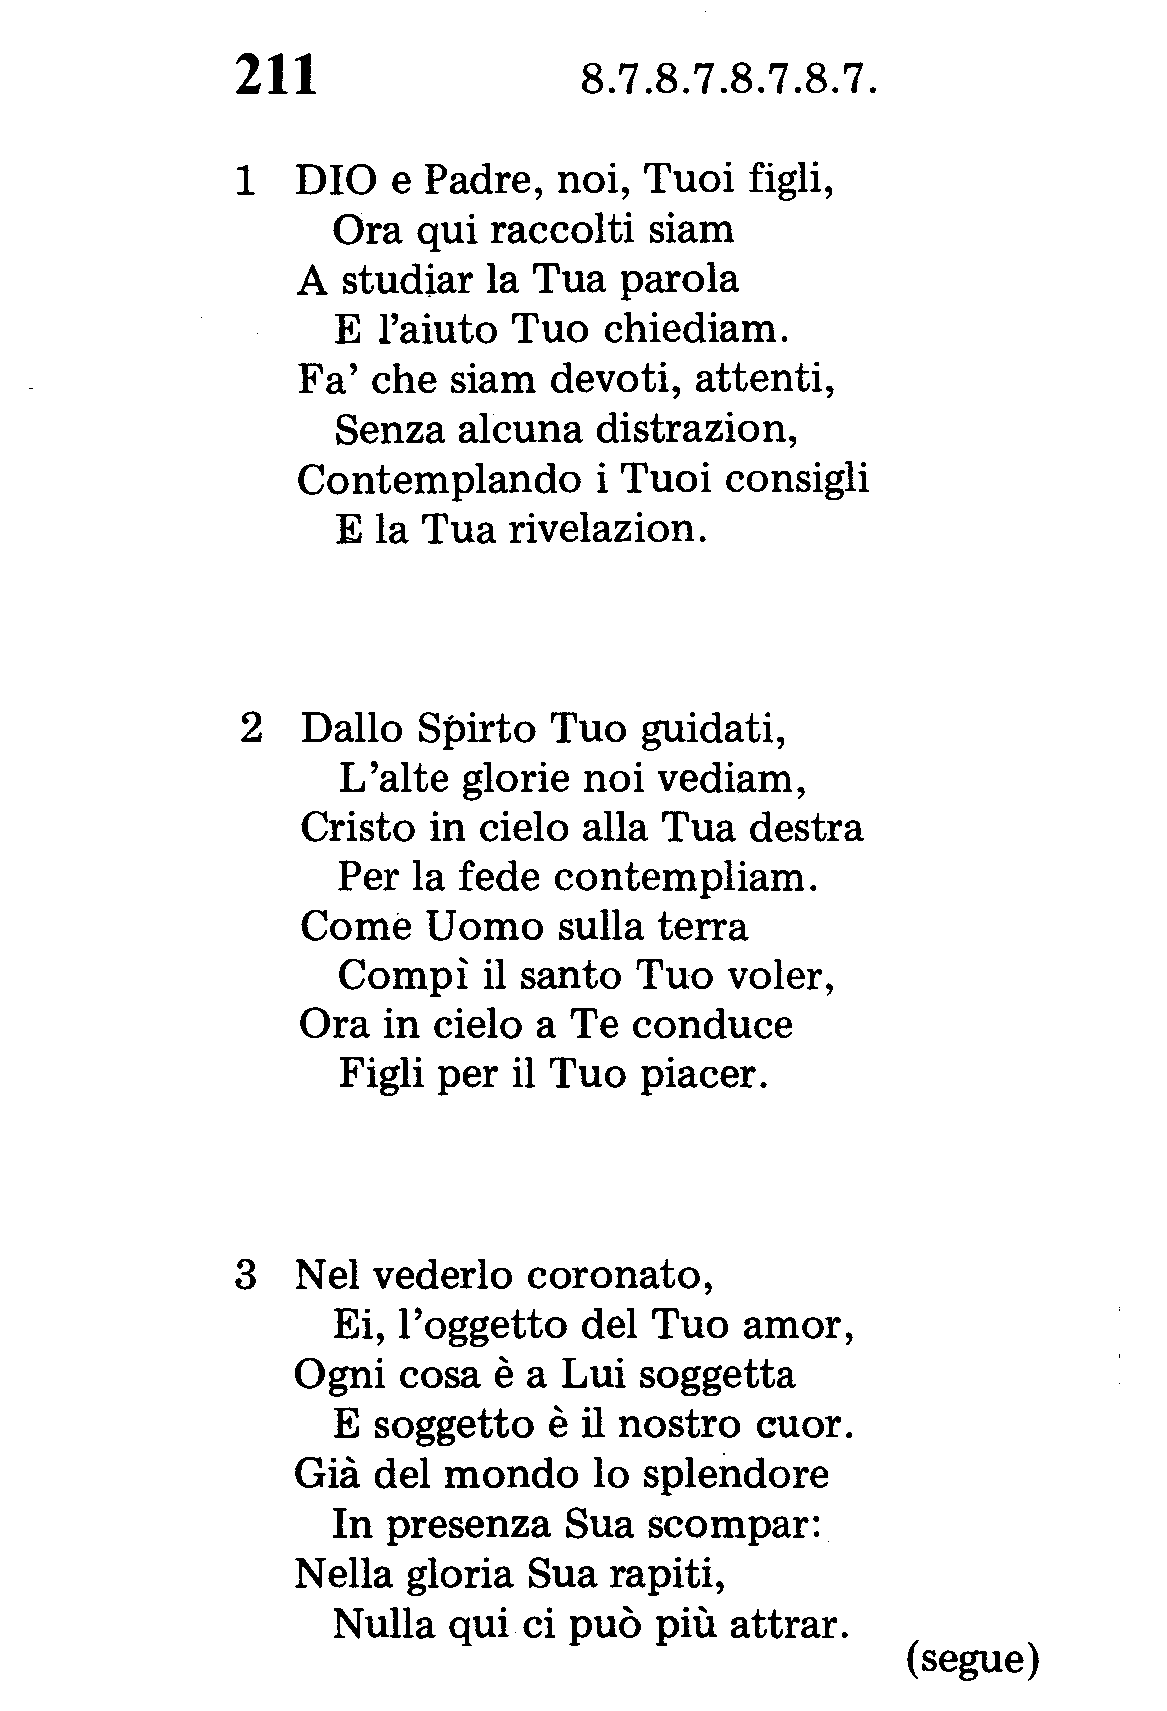 211 8.7.8.7.8.7.8.7.
1 DIO e Padre, noi, Tuoi figli,
Ora qui raccolti siam
A studiar la Tua parola
E l'aiuto Tuo chiediam.
Fa' che siam devoti, attenti,
Senza alcuna distrazion,
Contemplando i Tuoi consigli
E la Tua rivelazion.
2 Dallo Spirto Tuo guidati,
L'alte glorie noi vediam,
Cristo in cielo alla Tua destra
Per la fede contempliam.
Come Uomo sulla terra
Compì il santo Tuo voler,
Ora in cielo a Te conduce
Figli per il Tuo piacer.
3 Nel vederlo coronato,
Ei, l'oggetto del Tuo amor,
Ogni cosa è a Lui soggetta
E soggetto è il nostro cuor.
Già del mondo lo splendore
In presenza Sua scompar:
Nella gloria Sua rapiti,
Nulla qui ci può più attrar.
(segue)